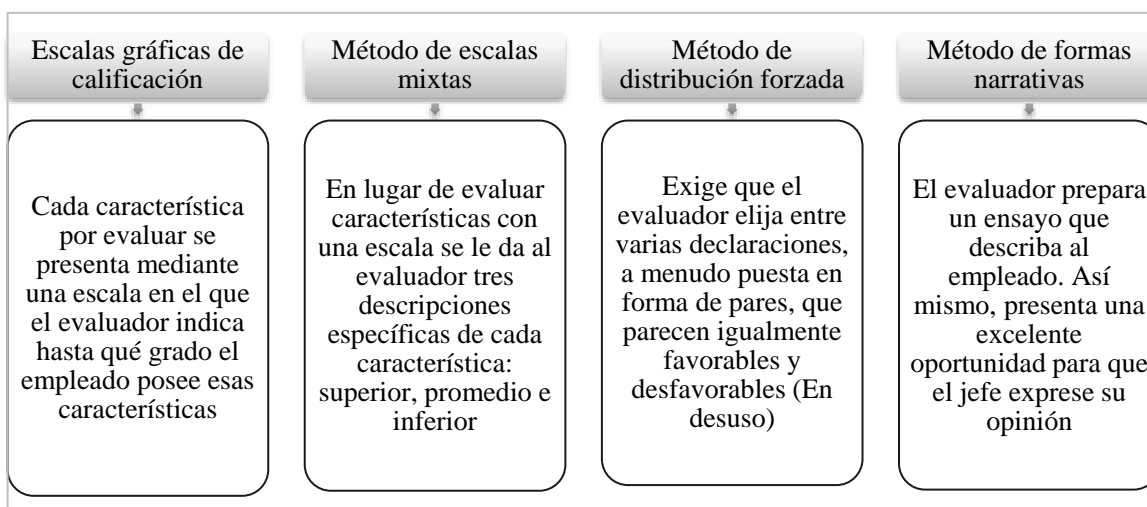 Escalas gráficas de
calificación
Cada característica
por evaluar se
presenta mediante
una escala en el que
el evaluador indica
hasta qué grado el
empleado posee esas
características
Método de escalas
mixtas
En lugar de evaluar
características con
una escala se le da al
evaluador tres
descripciones
específicas de cada
característica:
superior, promedio e
inferior
Método de
distribución forzada
Exige que el
evaluador elija entre
varias declaraciones,
a menudo puesta en
forma de pares, que
parecen igualmente
favorables y
desfavorables (En
desuso)
Método de formas
narrativas
El evaluador prepara
un ensayo que
describa al
empleado. Así
mismo, presenta una
excelente
oportunidad para que
el jefe exprese su
opinión